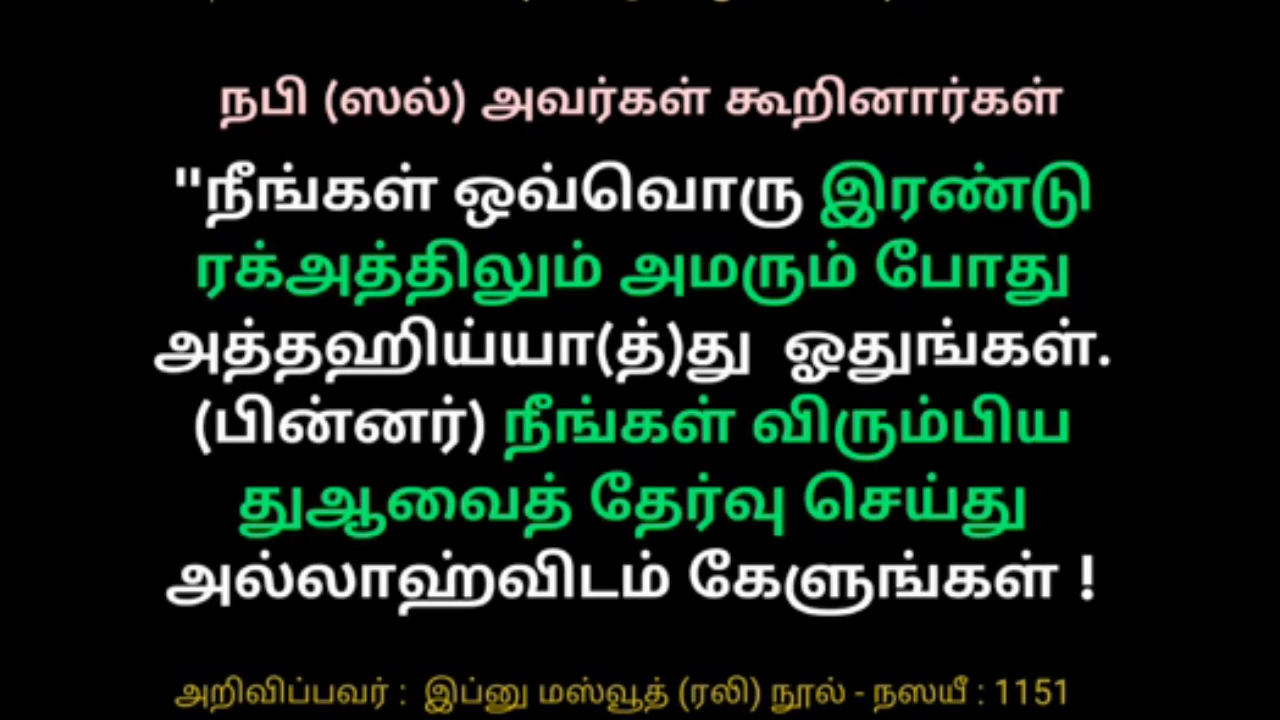 நபி (ஸல்) அவர்கள் கூறினார்கள்
"நீங்கள் ஒவ்வொரு இரண்டு
ரக்அத்திலும் அமரும் போது
அத்தஹிய்யா(த்)து ஓதுங்கள்.
(பின்னர்) நீங்கள் விரும்பிய
துஆவைத் தேர்வு செய்து
அல்லாஹ்விடம் கேளுங்கள் !
அறிவிப்பவர் : இப்னு மஸ்வூத் (ரலி) நூல் - நஸயீ : 1151